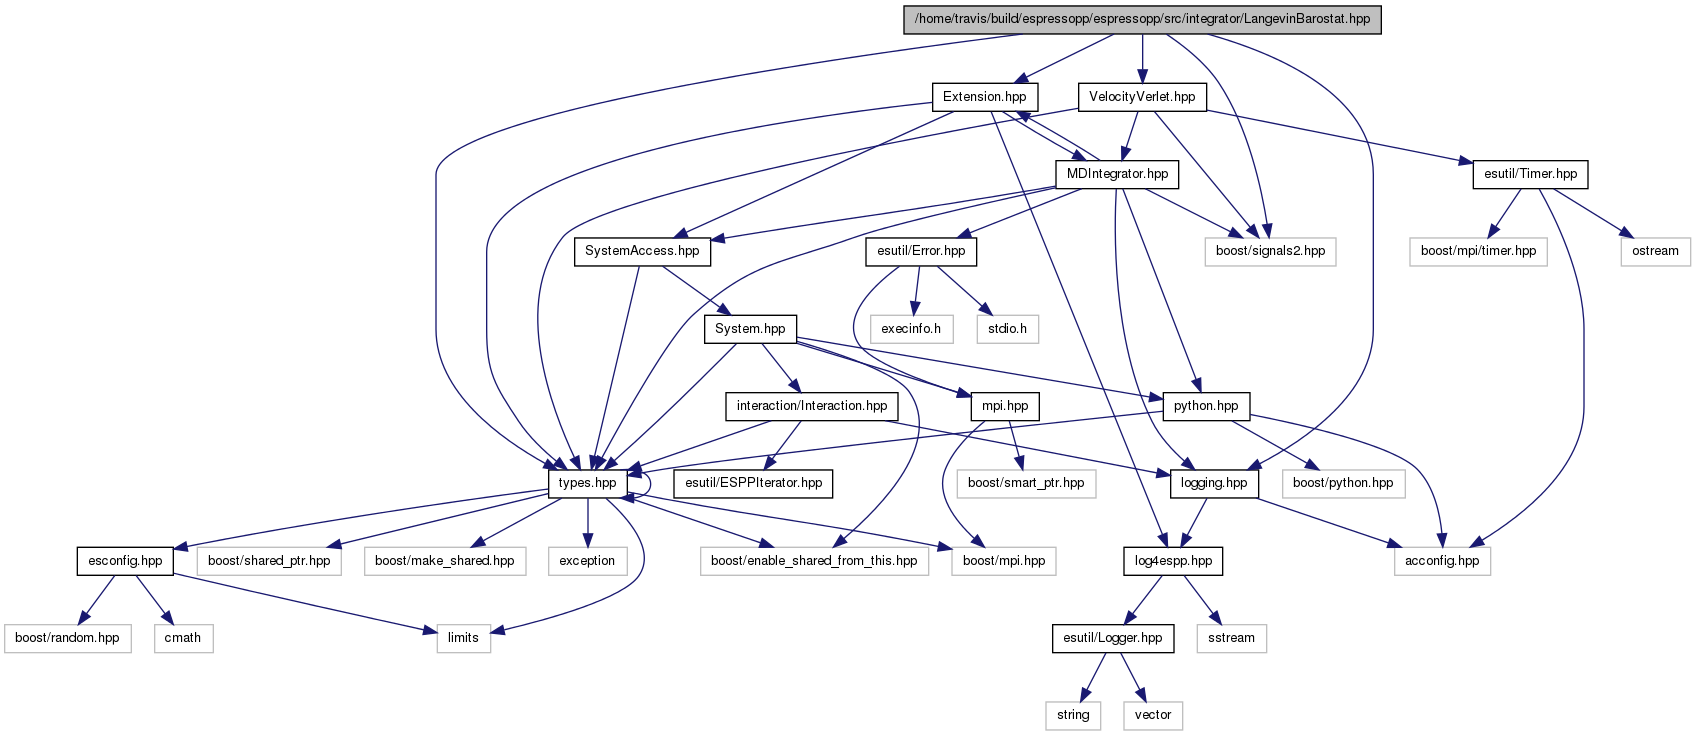 /home/travis/build/espressopp/espressopp/src/integrator/LangevinBarostat.hpp
Extension.hpp
VelocityVerlet.hpp
MDIntegrator.hpp
esutil/Timer.hpp
SystemAccess.hpp
esutil/Error.hpp
boost/signals2.hpp
boost/mpi/timer.hpp
ostream
System.hpp
execinfo.h
stdio.h
interaction/Interaction.hpp
mpi.hpp
python.hpp
types.hpp
esutil/ESPPIterator.hpp
boost/smart_ptr.hpp
logging.hpp
boost/python.hpp
esconfig.hpp
boost/shared_ptr.hpp
boost/make_shared.hpp
exception
boost/enable_shared_from_this.hpp
boost/mpi.hpp
log4espp.hpp
acconfig.hpp
boost/random.hpp
cmath
limits
esutil/Logger.hpp
sstream
string
vector